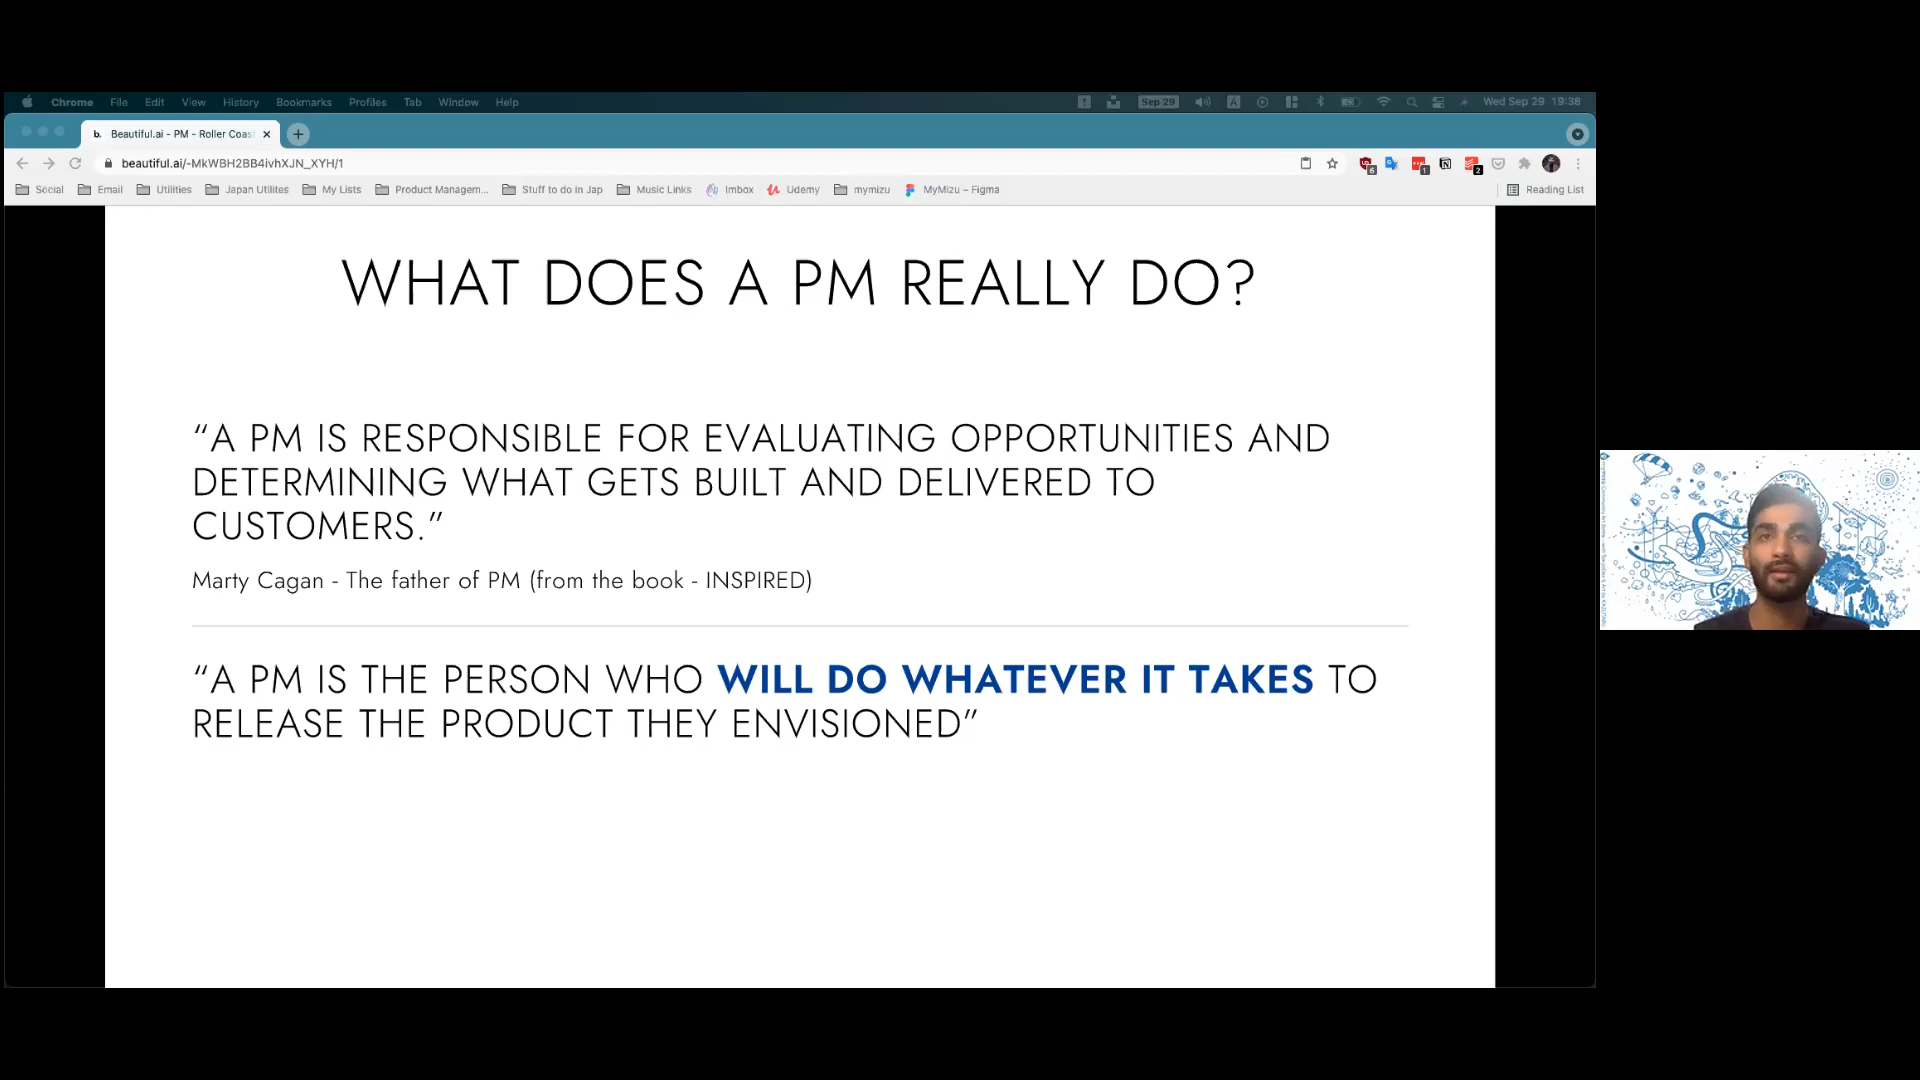 Chrome File Edit View History Bookmarks Profiles Tab Window Help Sep 29 Wed Sep 29 19:38
b. Beautiful.ai - PM - Roller Coas
beautiful.ai/-MkWBH2BB4ivhXJN_XYH/1
Social Email Utilities Japan Utilites My Lists Product Managem... Stuff to do in Jap Music Links Imbox Udemy mymizu MyMizu – Figma Reading List
WHAT DOES A PM REALLY DO?
“A PM IS RESPONSIBLE FOR EVALUATING OPPORTUNITIES AND
DETERMINING WHAT GETS BUILT AND DELIVERED TO
CUSTOMERS.”
Marty Cagan - The father of PM (from the book - INSPIRED)
“A PM IS THE PERSON WHO WILL DO WHATEVER IT TAKES TO
RELEASE THE PRODUCT THEY ENVISIONED”